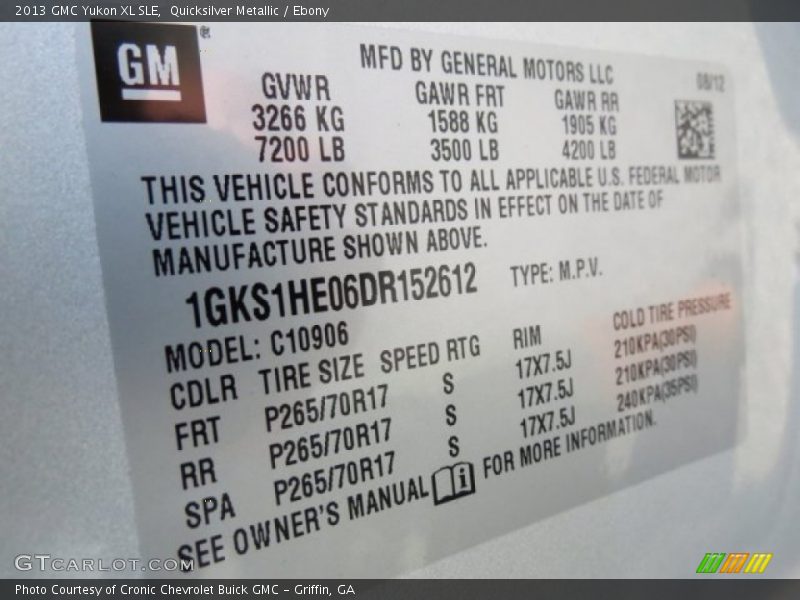 2013 GMC Yukon XL SLE, Quicksilver Metallic / Ebony
GM ®
MFD BY GENERAL MOTORS LLC
08/12
GVWR GAWR FRT GAWR RR
3266 KG 1588 KG 1905 KG
7200 LB 3500 LB 4200 LB
THIS VEHICLE CONFORMS TO ALL APPLICABLE U.S. FEDERAL MOTOR
VEHICLE SAFETY STANDARDS IN EFFECT ON THE DATE OF
MANUFACTURE SHOWN ABOVE.
1GKS1HE06DR152612 TYPE: M.P.V.
MODEL: C10906
CDLR TIRE SIZE SPEED RTG RIM COLD TIRE PRESSURE
FRT P265/70R17 S 17X7.5J 210KPA(30PSI)
RR P265/70R17 S 17X7.5J 210KPA(30PSI)
SPA P265/70R17 S 17X7.5J 240KPA(35PSI)
SEE OWNER'S MANUAL i FOR MORE INFORMATION.
GTCARLOT.COM
Photo Courtesy of Cronic Chevrolet Buick GMC - Griffin, GA